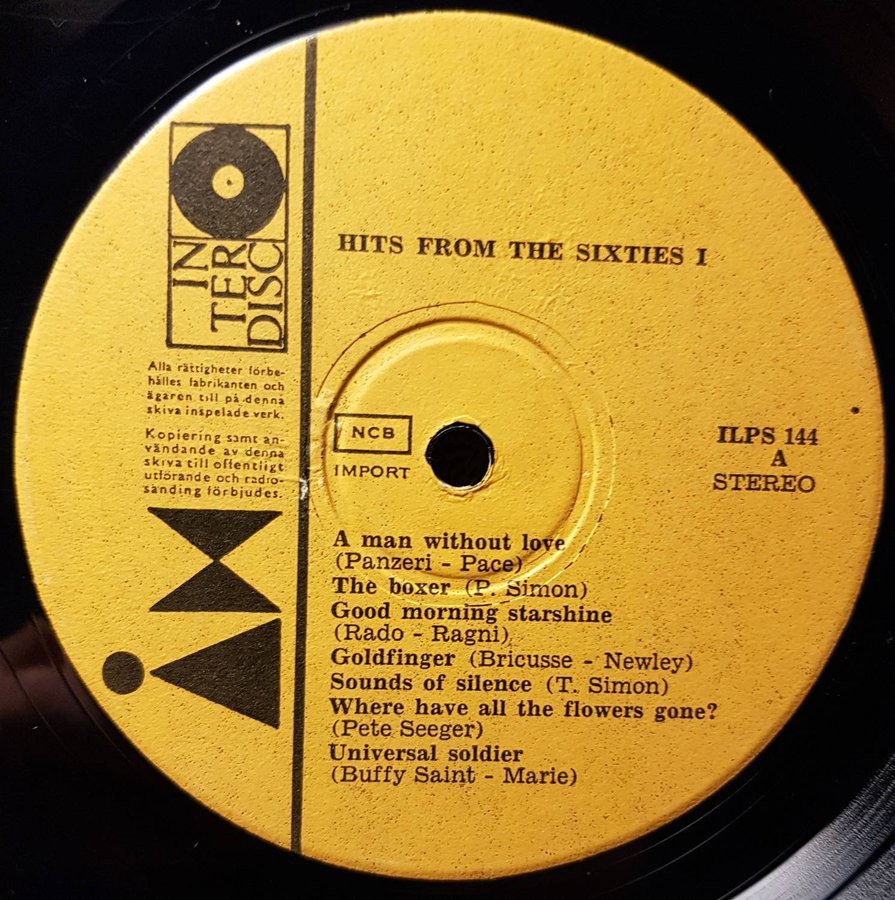 IN
TER
DISC
Alla rättigheter förbe-
hålles fabrikanten och
ägaren till på denna
skiva inspelade verk.
Kopiering samt an-
vändande av denna
skiva till offentligt
utförande och radio-
sändning förbjudes.
HITS FROM THE SIXTIES I
NCB
IMPORT
ILPS 144
A
STEREO
A man without love
(Panzeri - Pace)
The boxer (P. Simon)
Good morning starshine
(Rado - Ragni)
Goldfinger (Bricusse - Newley)
Sounds of silence (T. Simon)
Where have all the flowers gone?
(Pete Seeger)
Universal soldier
(Buffy Saint - Marie)